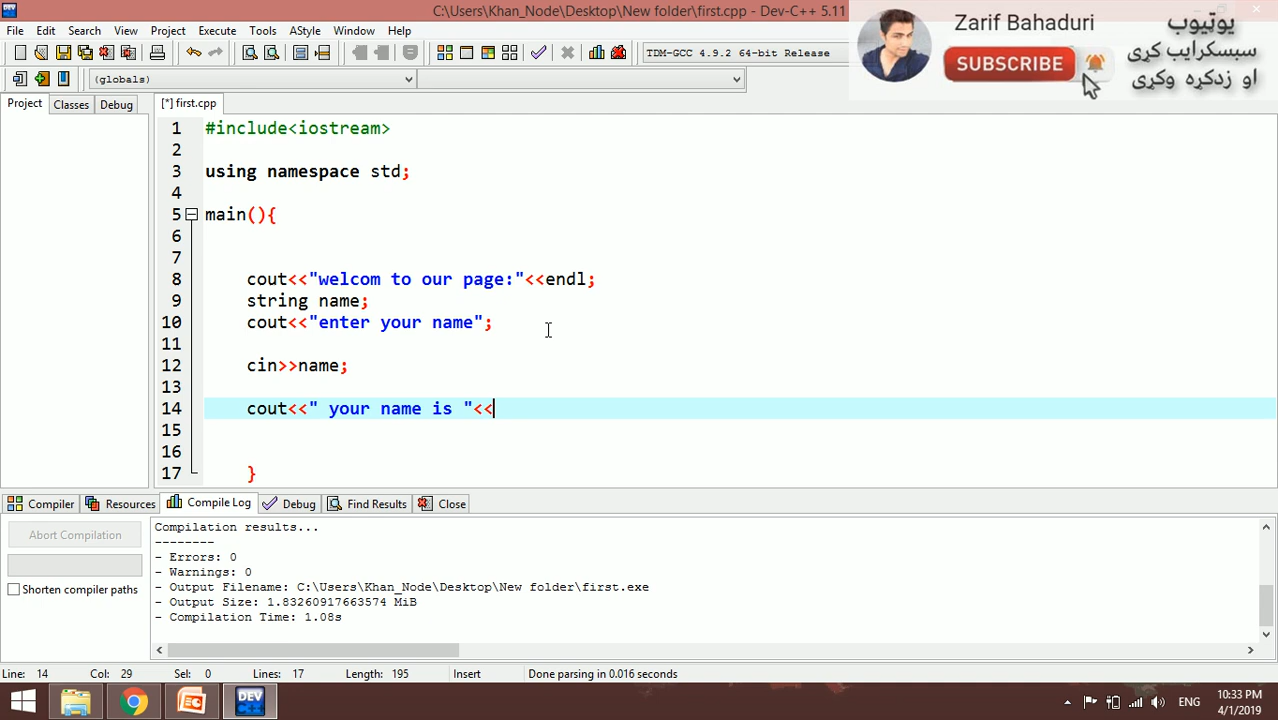 C:\Users\Khan_Node\Desktop\New folder\first.cpp - Dev-C++ 5.11
File Edit Search View Project Execute Tools AStyle Window Help
TDM-GCC 4.9.2 64-bit Release
(globals)
Project Classes Debug
[*] first.cpp
Zarif Bahaduri
SUBSCRIBE
یوټیوب
سبسکرایب کړی
او زدکړه وکړی
1 #include<iostream>
2
3 using namespace std;
4
5 main(){
6
7
8 cout<<"welcom to our page:"<<endl;
9 string name;
10 cout<<"enter your name";
11
12 cin>>name;
13
14 cout<<" your name is "<<
15
16
17 }
Compiler Resources Compile Log Debug Find Results Close
Abort Compilation
Shorten compiler paths
Compilation results...
--------
- Errors: 0
- Warnings: 0
- Output Filename: C:\Users\Khan_Node\Desktop\New folder\first.exe
- Output Size: 1.83260917663574 MiB
- Compilation Time: 1.08s
Line: 14 Col: 29 Sel: 0 Lines: 17 Length: 195 Insert Done parsing in 0.016 seconds
DEV
ENG
10:33 PM
4/1/2019